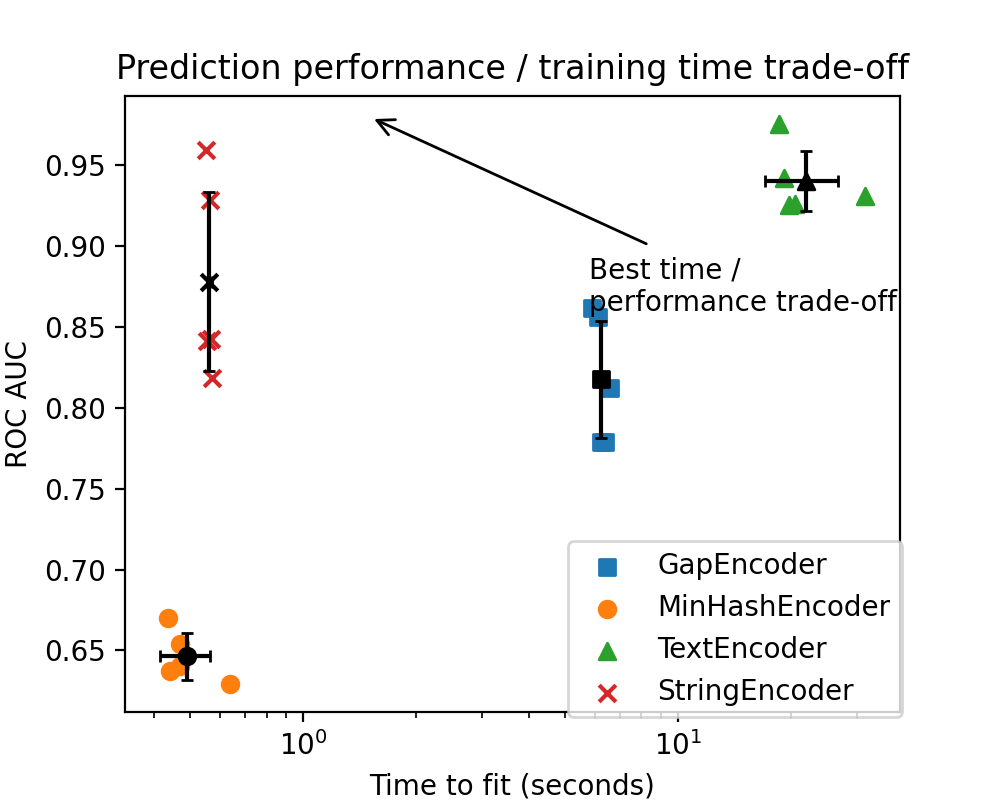 Prediction performance / training time trade-off
0.95
0.90
0.85
0.80
0.75
0.70
0.65
ROC AUC
Best time /
performance trade-off
GapEncoder
MinHashEncoder
TextEncoder
StringEncoder
10⁰
10¹
Time to fit (seconds)